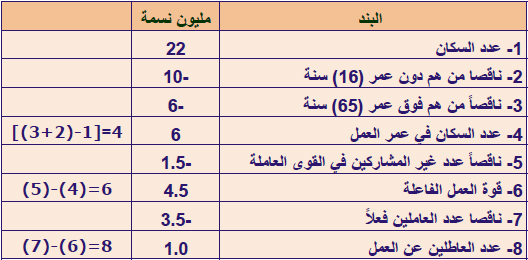 البند مليون نسمة
1- عدد السكان 22
2- ناقصا من هم دون عمر (16) سنة 10-
3- ناقصاً من هم فوق عمر (65) سنة 6-
4- عدد السكان في عمر العمل 6 [(3+2)-1]=4
5- ناقصاً عدد غير المشاركين في القوى العاملة 1.5-
6- قوة العمل الفاعلة 4.5 (5)-(4)=6
7- ناقصا عدد العاملين فعلاً 3.5-
8- عدد العاطلين عن العمل 1.0 (7)-(6)=8